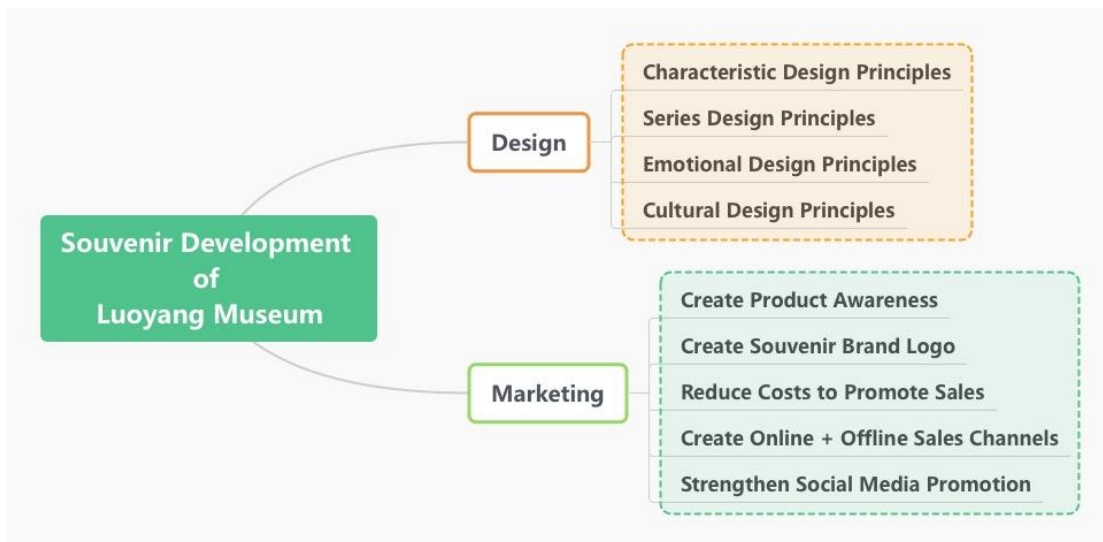 Souvenir Development
of
Luoyang Museum
Design
Characteristic Design Principles
Series Design Principles
Emotional Design Principles
Cultural Design Principles
Marketing
Create Product Awareness
Create Souvenir Brand Logo
Reduce Costs to Promote Sales
Create Online + Offline Sales Channels
Strengthen Social Media Promotion